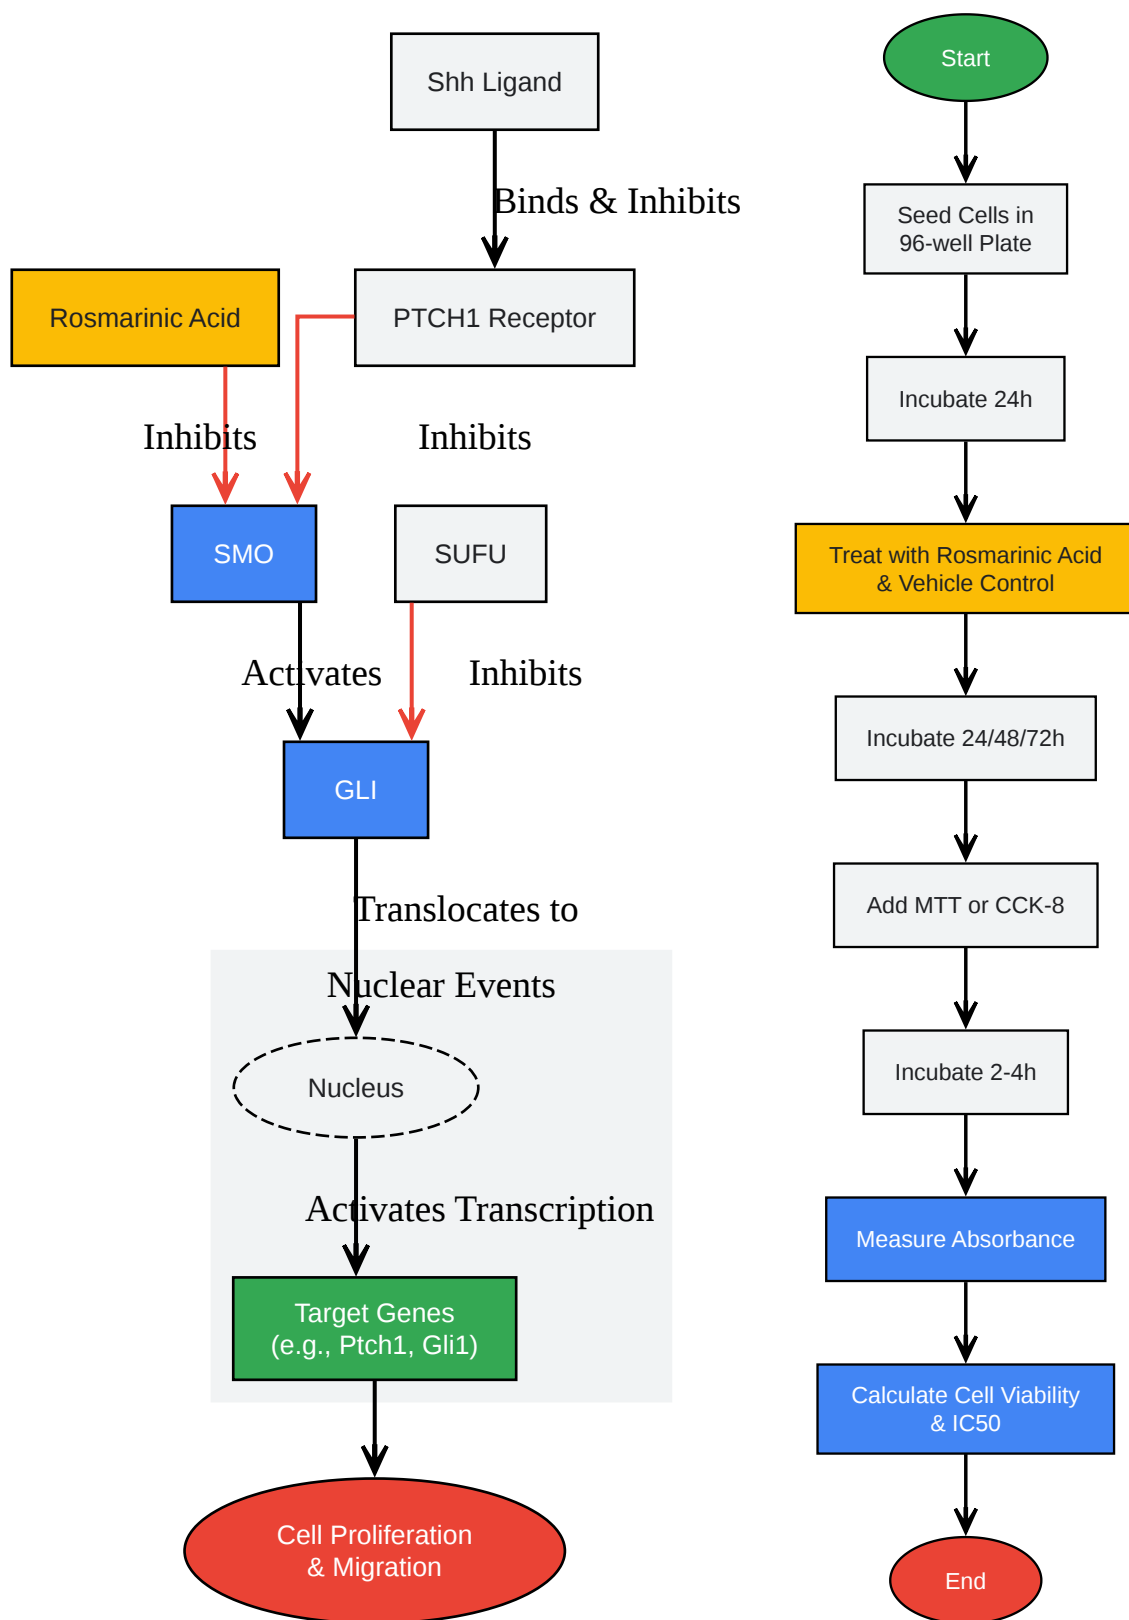 Shh Ligand
Binds & Inhibits
Rosmarinic Acid
PTCH1 Receptor
Inhibits
Inhibits
SMO
SUFU
Activates
Inhibits
GLI
Translocates to
Nuclear Events
Nucleus
Activates Transcription
Target Genes
(e.g., Ptch1, Gli1)
Cell Proliferation
& Migration
Start
Seed Cells in
96-well Plate
Incubate 24h
Treat with Rosmarinic Acid
& Vehicle Control
Incubate 24/48/72h
Add MTT or CCK-8
Incubate 2-4h
Measure Absorbance
Calculate Cell Viability
& IC50
End